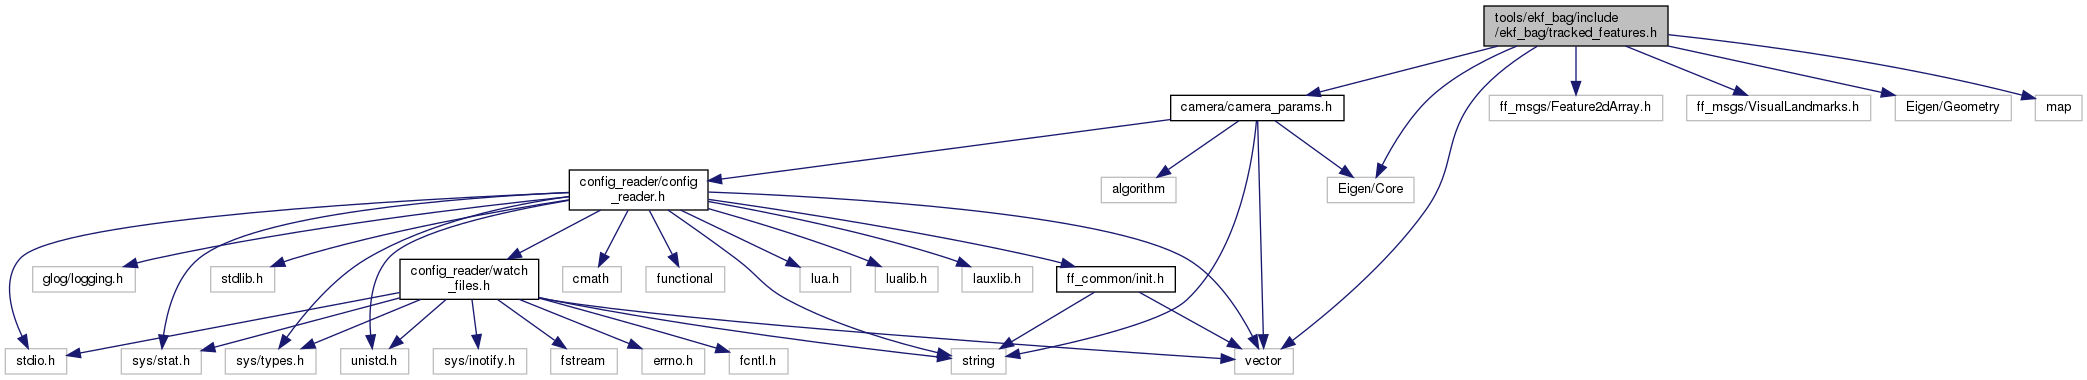 tools/ekf_bag/include
/ekf_bag/tracked_features.h
camera/camera_params.h
ff_msgs/Feature2dArray.h
ff_msgs/VisualLandmarks.h
Eigen/Geometry
map
config_reader/config
_reader.h
algorithm
Eigen/Core
glog/logging.h
stdlib.h
config_reader/watch
_files.h
cmath
functional
lua.h
lualib.h
lauxlib.h
ff_common/init.h
stdio.h
sys/stat.h
sys/types.h
unistd.h
sys/inotify.h
fstream
errno.h
fcntl.h
string
vector